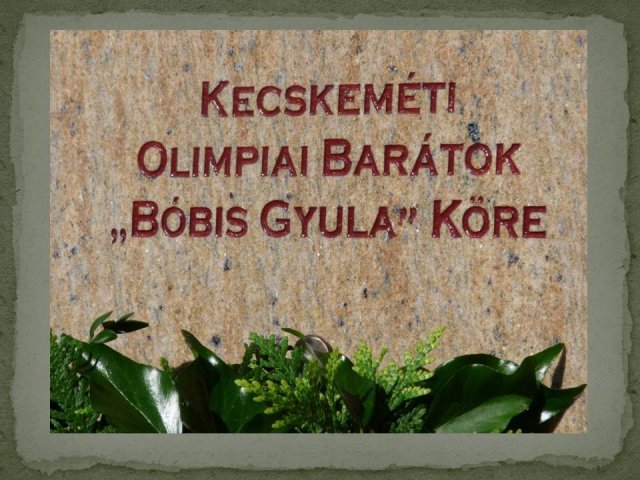 Kecskeméti
Olimpiai Barátok
„Bóbis Gyula” Köre